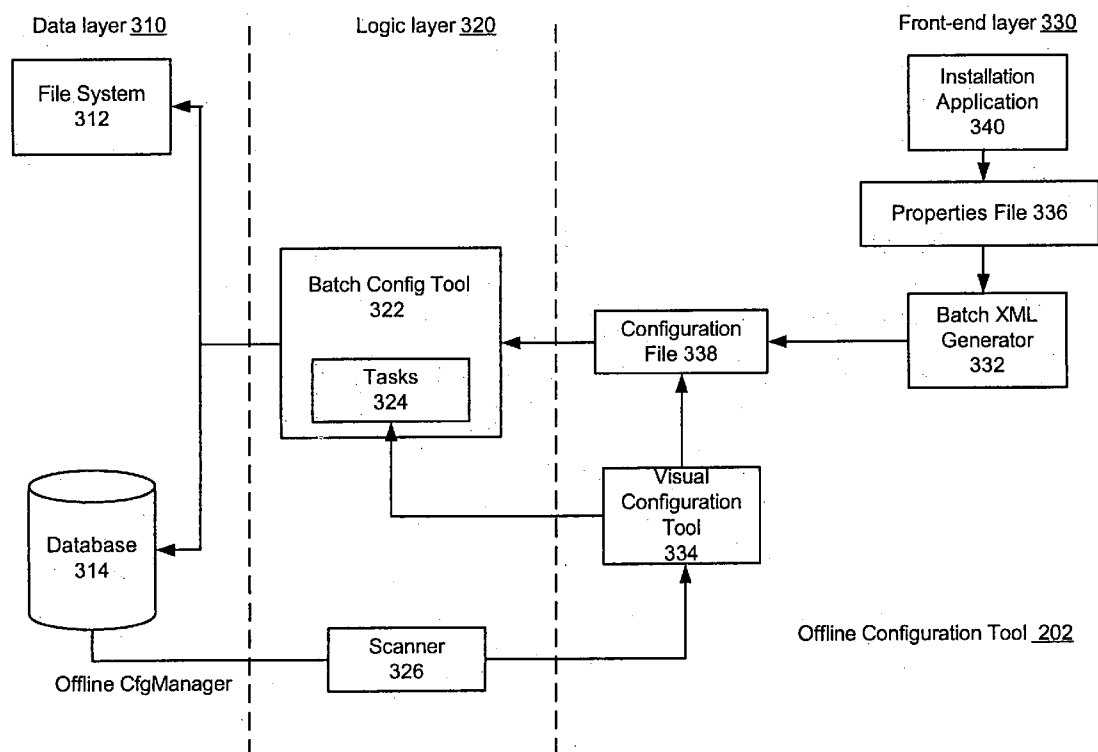 Data layer 310
Logic layer 320
Front-end layer 330
File System
312
Installation
Application
340
Properties File 336
Batch Config Tool
322
Tasks
324
Configuration
File 338
Batch XML
Generator
332
Visual
Configuration
Tool
334
Database
314
Scanner
326
Offline CfgManager
Offline Configuration Tool 202